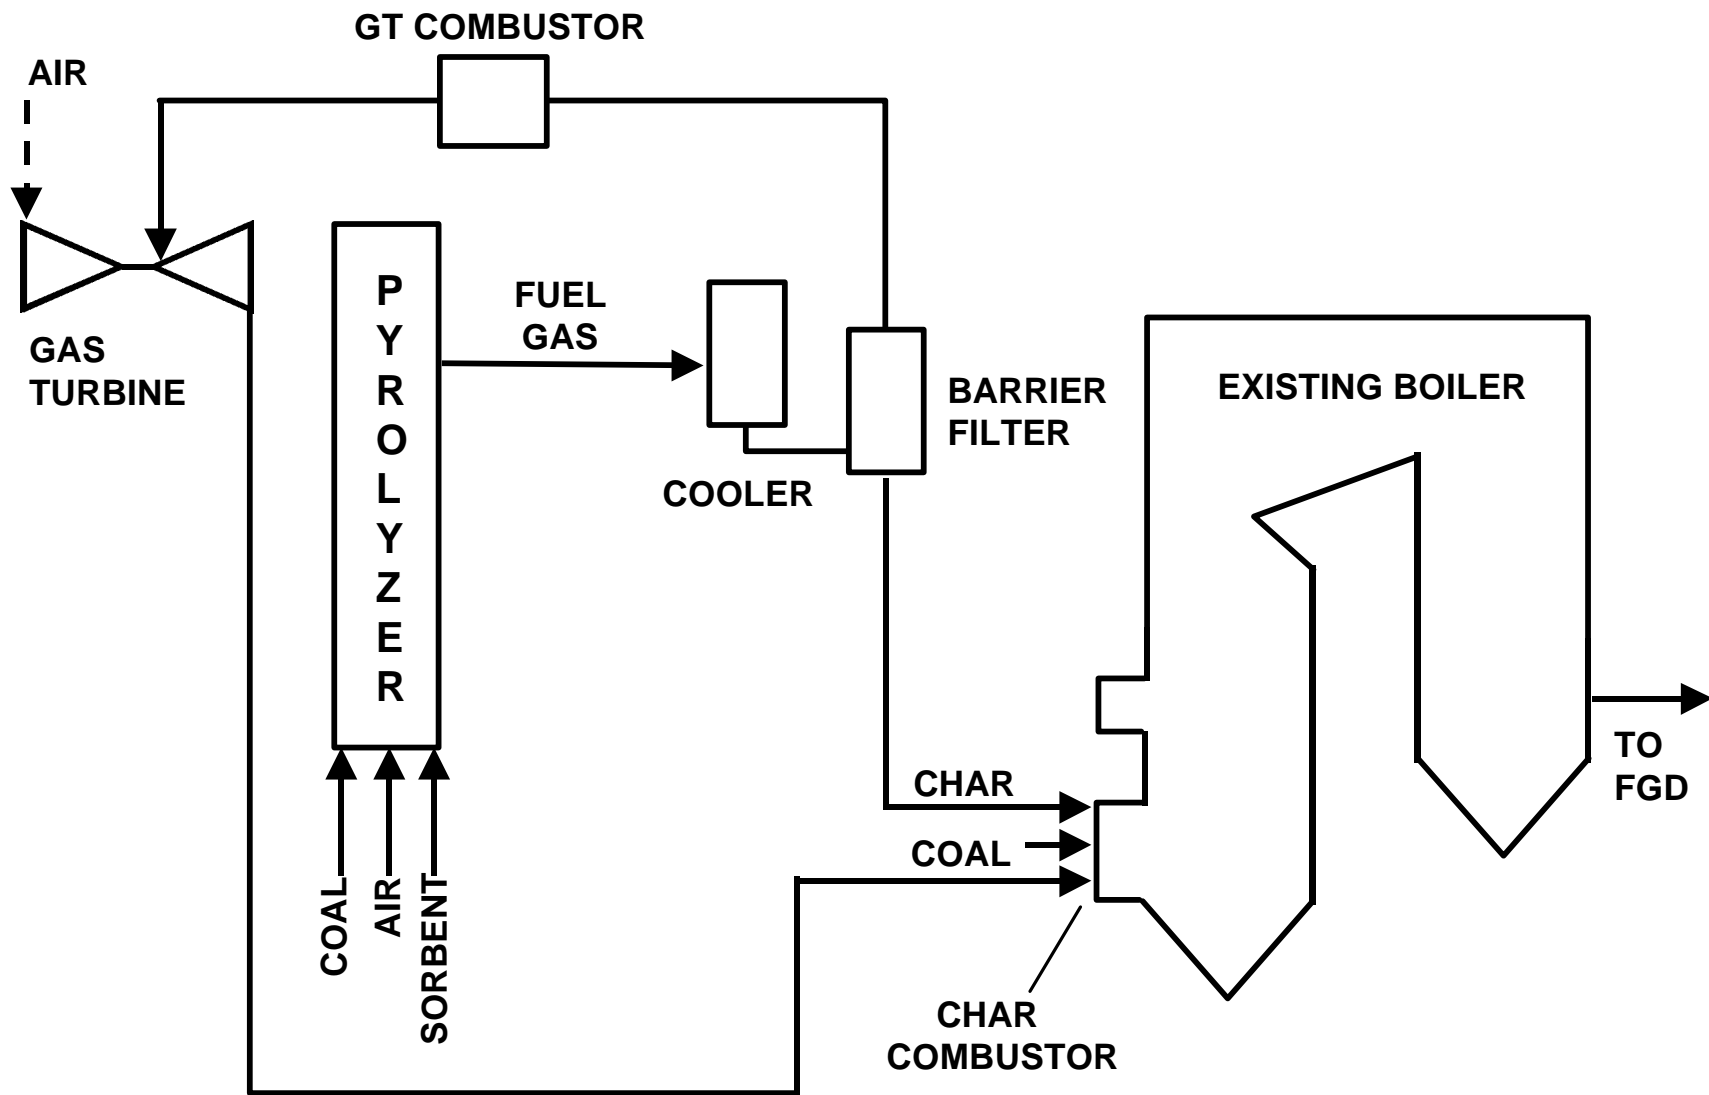 GT COMBUSTOR
AIR
GAS
TURBINE
PYROLYZER
FUEL
GAS
COOLER
BARRIER
FILTER
EXISTING BOILER
TO
FGD
CHAR
COAL
COAL
AIR
SORBENT
CHAR
COMBUSTOR